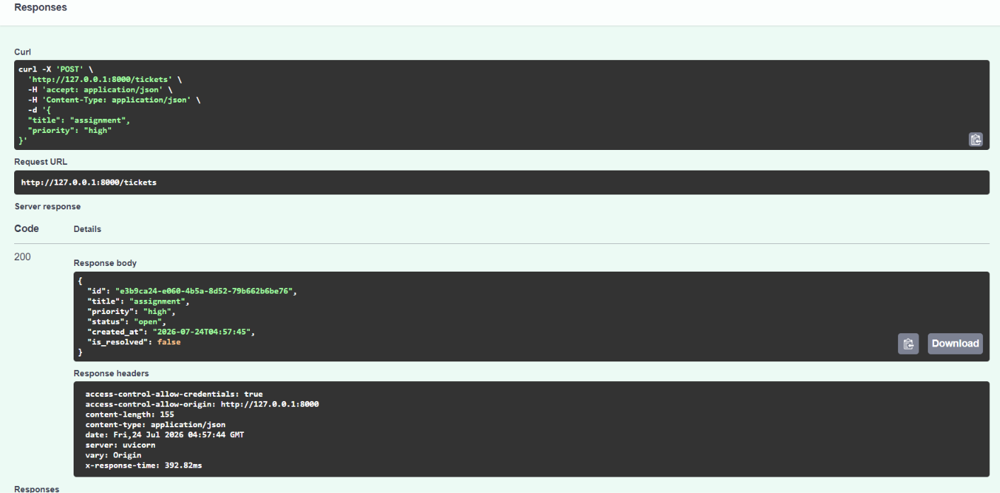 Responses
Curl
curl -X 'POST' \
  'http://127.0.0.1:8000/tickets' \
  -H 'accept: application/json' \
  -H 'Content-Type: application/json' \
  -d '{
  "title": "assignment",
  "priority": "high"
}'
Request URL
http://127.0.0.1:8000/tickets
Server response
Code Details
200
Response body
{
  "id": "e3b9ca24-e060-4b5a-8d52-79b662b6be76",
  "title": "assignment",
  "priority": "high",
  "status": "open",
  "created_at": "2026-07-24T04:57:45",
  "is_resolved": false
}
Download
Response headers
access-control-allow-credentials: true
access-control-allow-origin: http://127.0.0.1:8000
content-length: 155
content-type: application/json
date: Fri,24 Jul 2026 04:57:44 GMT
server: uvicorn
vary: Origin
x-response-time: 392.82ms
Responses